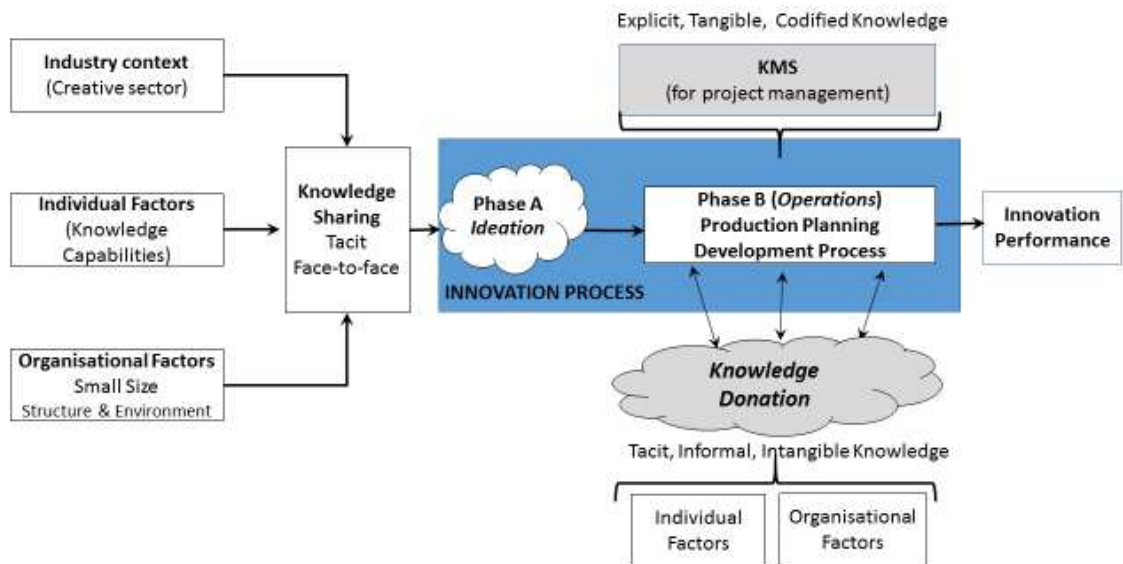 Explicit, Tangible, Codified Knowledge
Industry context
(Creative sector)
KMS
(for project management)
Individual Factors
(Knowledge
Capabilities)
Knowledge
Sharing
Tacit
Face-to-face
Phase A
Ideation
Phase B (Operations)
Production Planning
Development Process
Innovation
Performance
INNOVATION PROCESS
Organisational Factors
Small Size
Structure & Environment
Knowledge
Donation
Tacit, Informal, Intangible Knowledge
Individual
Factors
Organisational
Factors